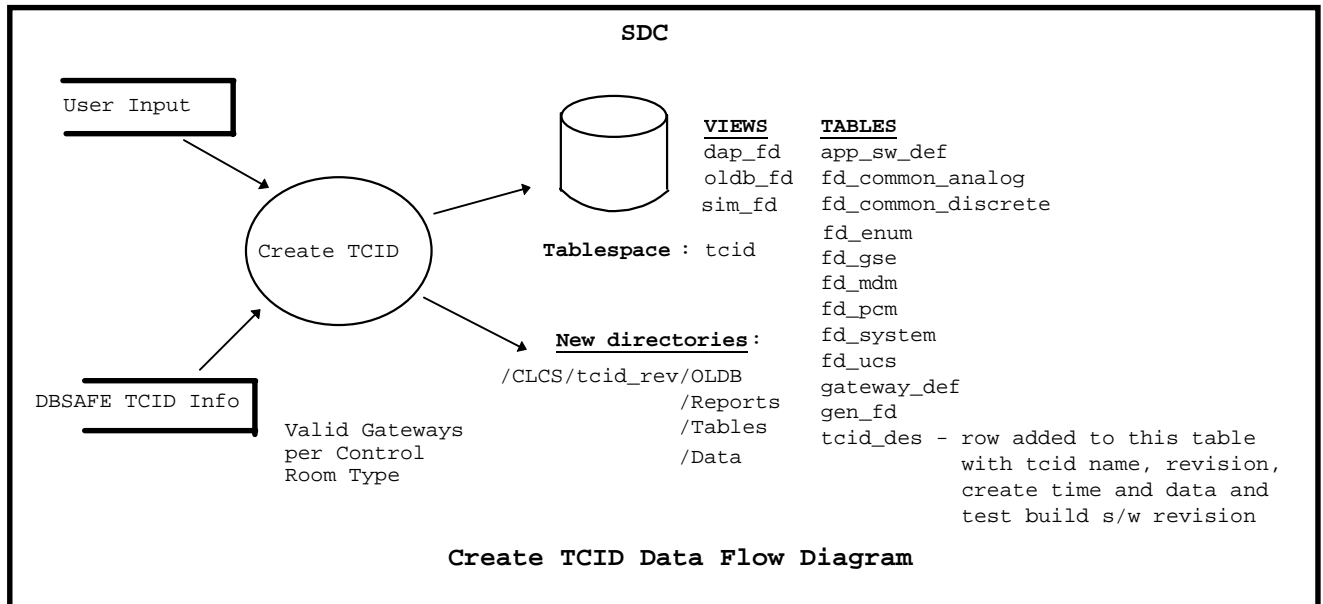 SDC
User Input
Create TCID
DBSAFE TCID Info
Valid Gateways
per Control
Room Type
VIEWS
dap_fd
oldb_fd
sim_fd
TABLES
app_sw_def
fd_common_analog
fd_common_discrete
fd_enum
fd_gse
fd_mdm
fd_pcm
fd_system
fd_ucs
gateway_def
gen_fd
tcid_des - row added to this table
with tcid name, revision,
create time and data and
test build s/w revision
Tablespace : tcid
New directories:
/CLCS/tcid_rev/OLDB
/Reports
/Tables
/Data
Create TCID Data Flow Diagram